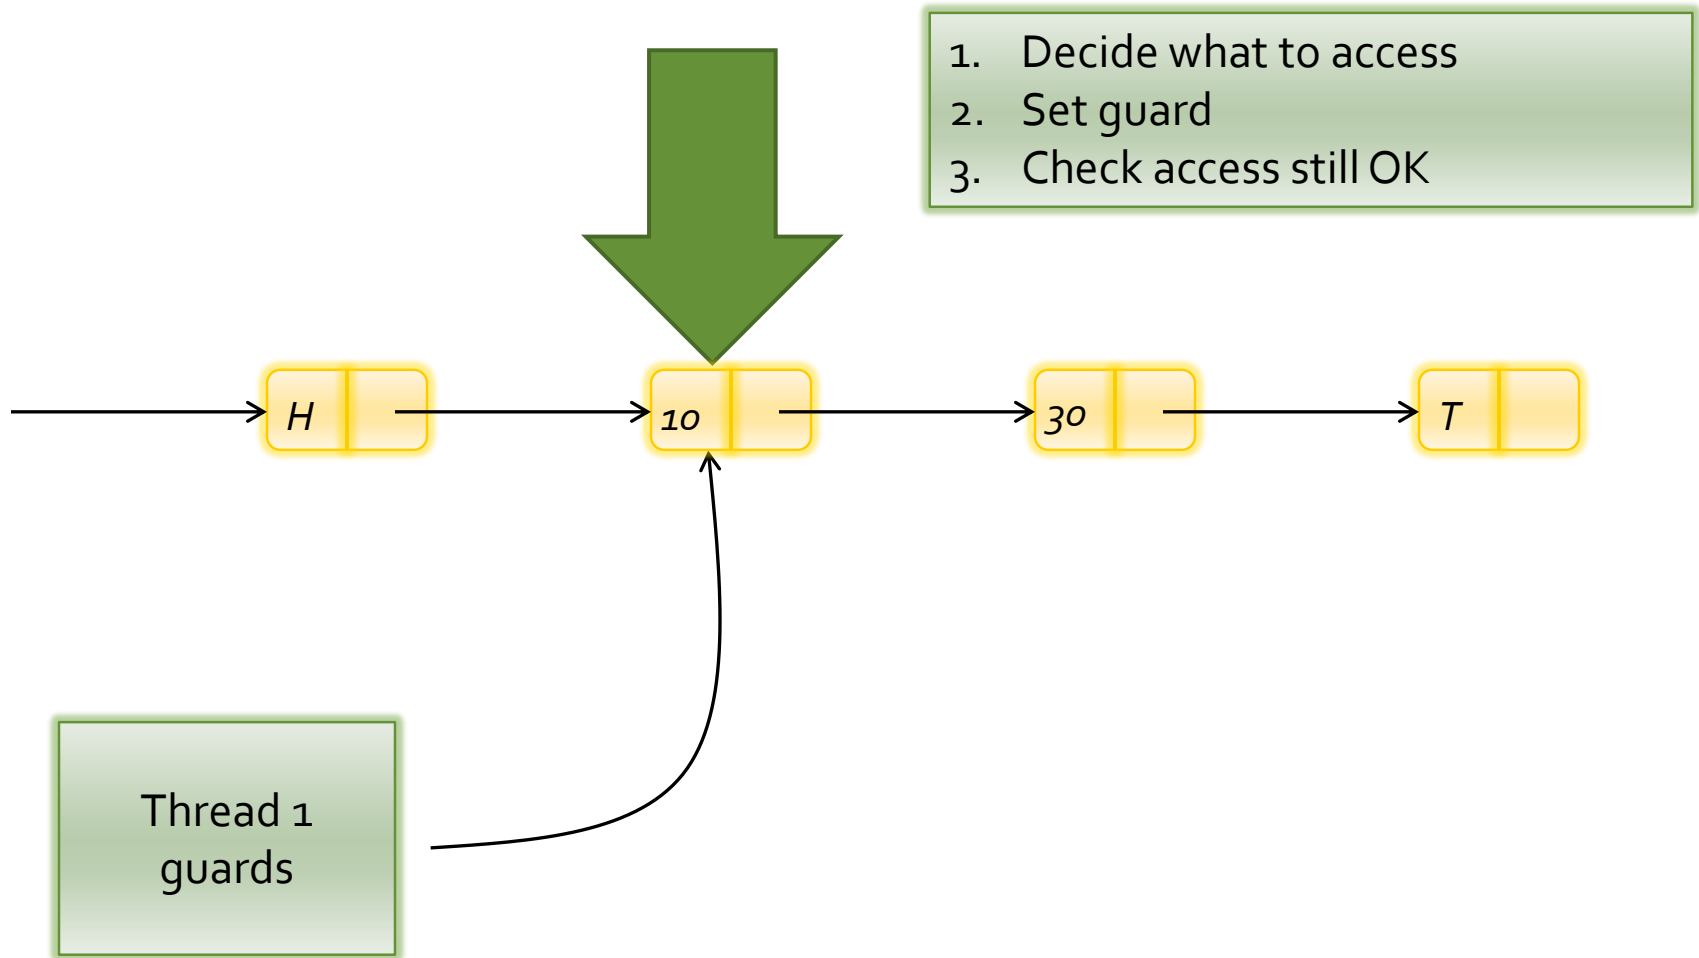 1. Decide what to access
2. Set guard
3. Check access still OK
H 10 30 T
Thread 1
guards